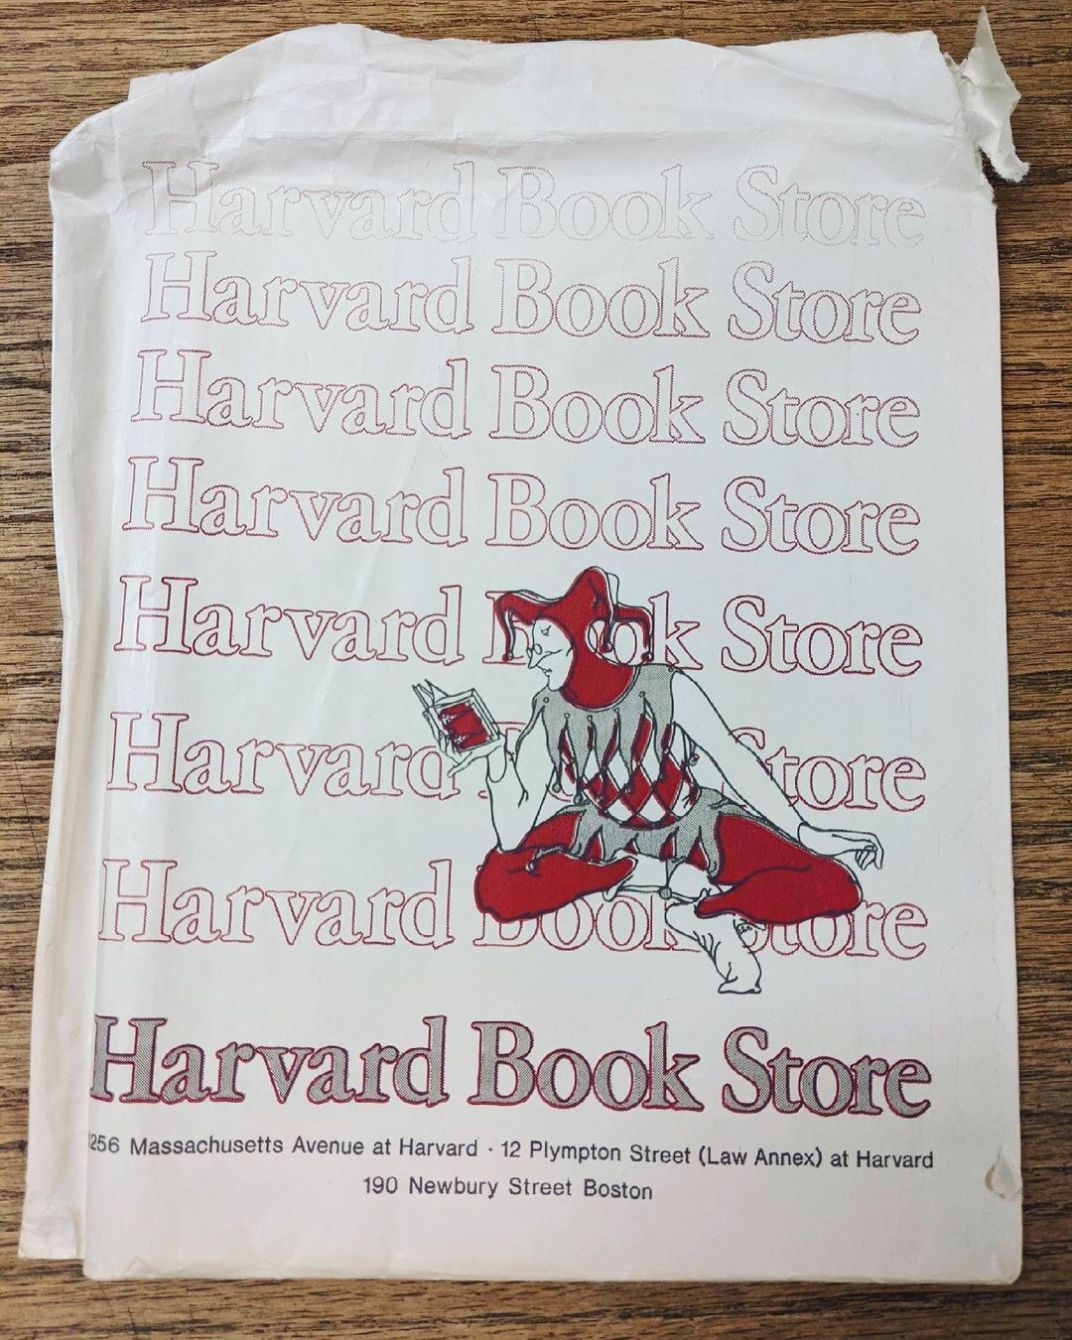 Harvard Book Store
Harvard Book Store
Harvard Book Store
Harvard Book Store
Harvard Book Store
Harvard Store
Harvard Book Store
Harvard Book Store
256 Massachusetts Avenue at Harvard · 12 Plympton Street (Law Annex) at Harvard
190 Newbury Street Boston